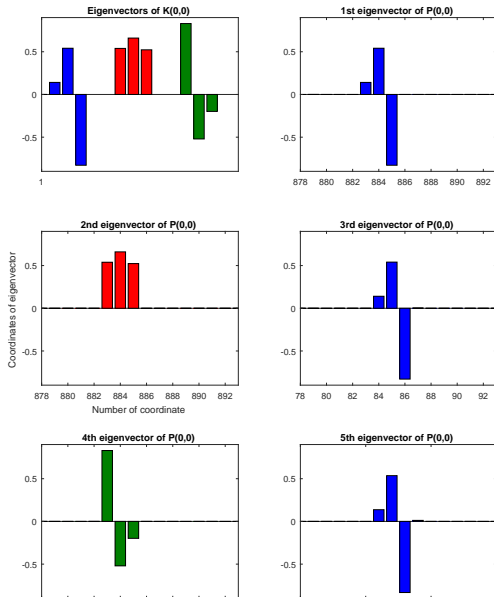 Eigenvectors of K(0,0)
0.5
0
-0.5
1
1st eigenvector of P(0,0)
0.5
0
-0.5
878 880 882 884 886 888 890 892
2nd eigenvector of P(0,0)
0.5
0
-0.5
878 880 882 884 886 888 890 892
Number of coordinate
Coordinates of eigenvector
3rd eigenvector of P(0,0)
0.5
0
-0.5
78 80 82 84 86 88 90 92
4th eigenvector of P(0,0)
0.5
0
-0.5
5th eigenvector of P(0,0)
0.5
0
-0.5